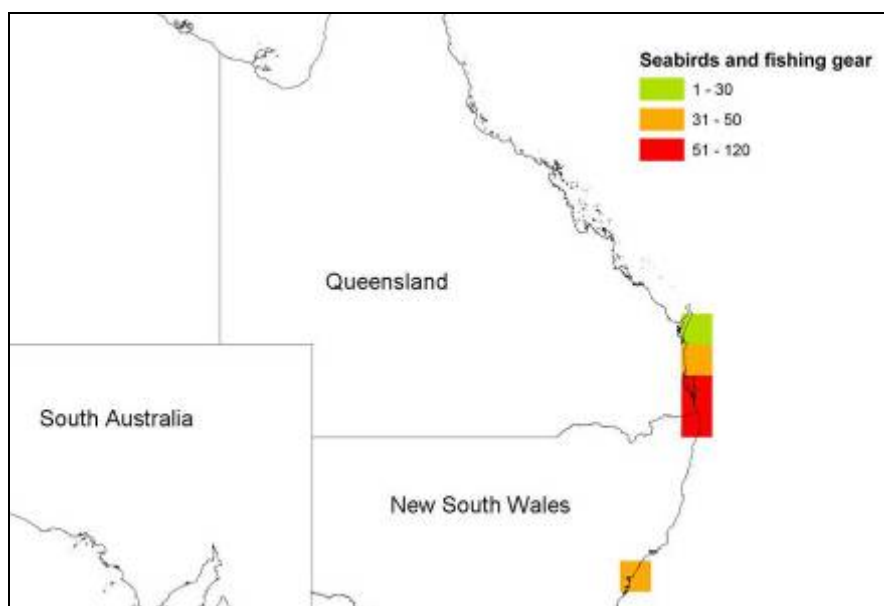 Seabirds and fishing gear
1 - 30
31 - 50
51 - 120
Queensland
South Australia
New South Wales